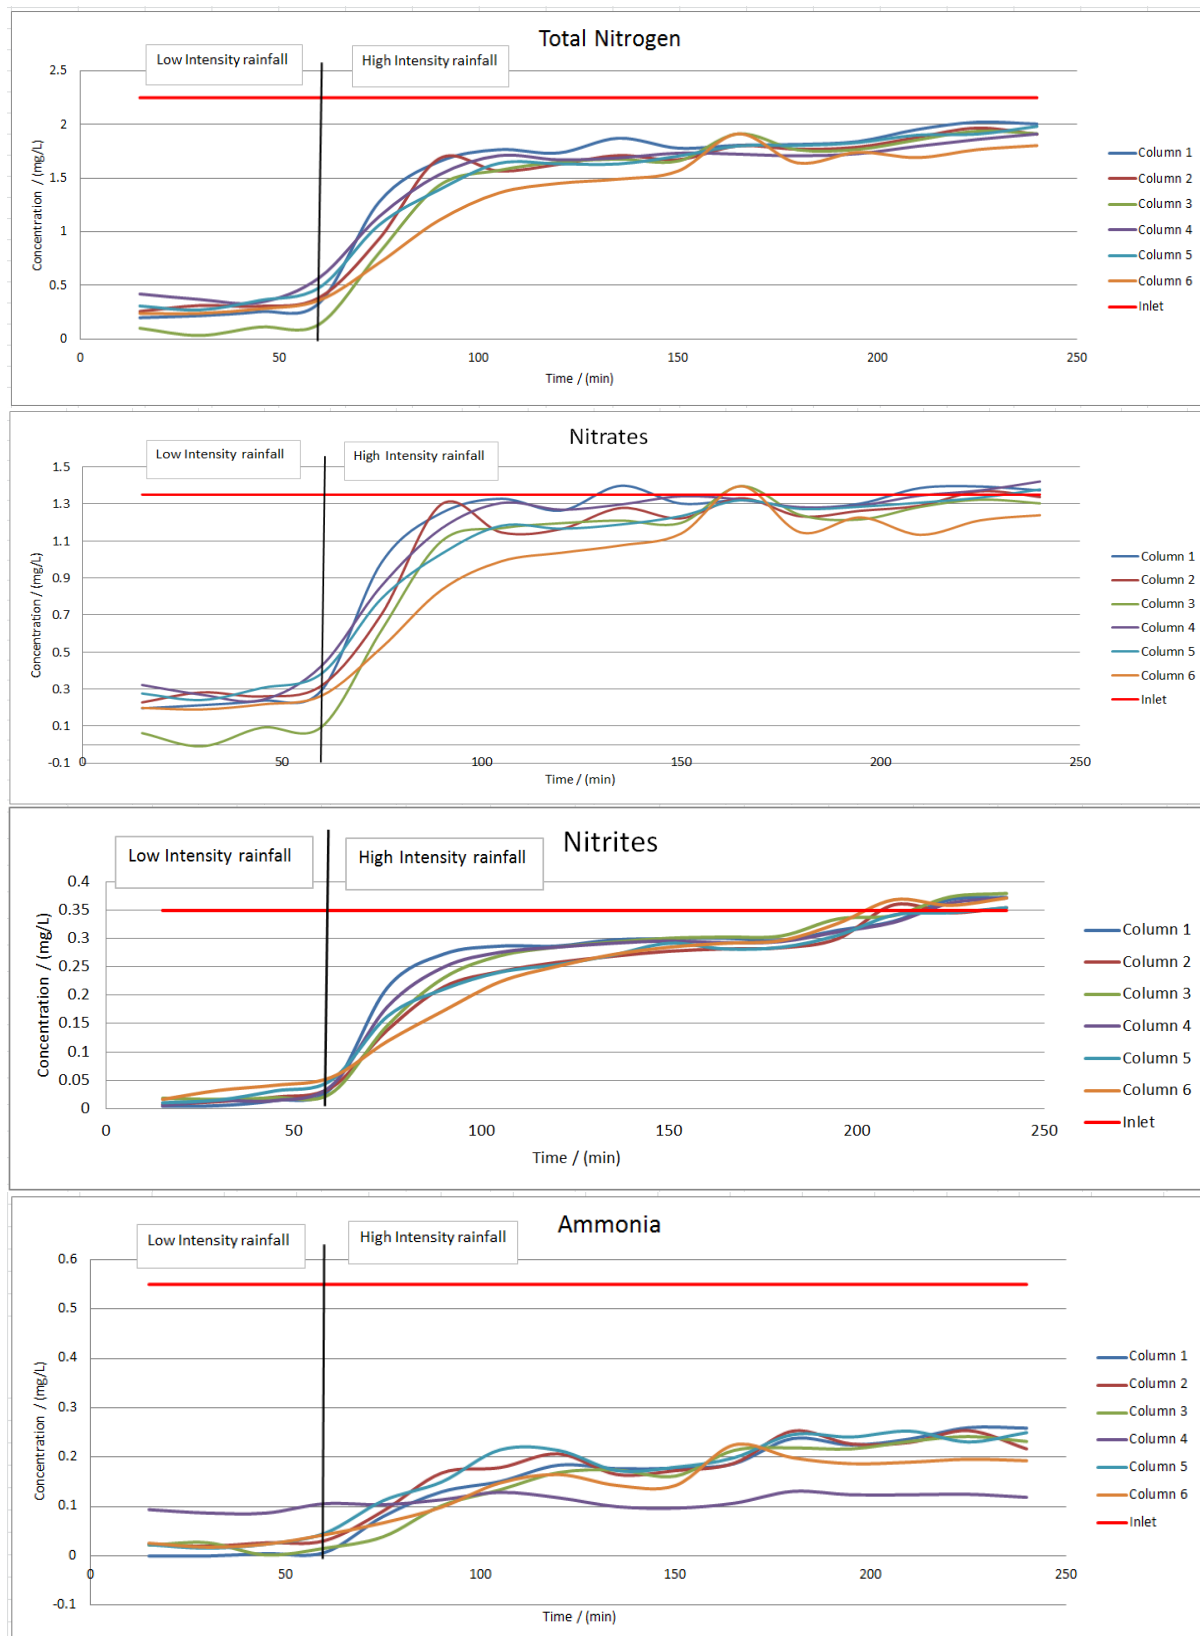 Total Nitrogen
Low Intensity rainfall
High Intensity rainfall
2.5
2
1.5
1
0.5
0
Concentration / (mg/L)
0 50 100 150 200 250
Time / (min)
Column 1
Column 2
Column 3
Column 4
Column 5
Column 6
Inlet
Nitrates
Low Intensity rainfall
High Intensity rainfall
1.5
1.3
1.1
0.9
0.7
0.5
0.3
0.1
-0.1
Concentration / (mg/L)
0 50 100 150 200 250
Time / (min)
Column 1
Column 2
Column 3
Column 4
Column 5
Column 6
Inlet
Nitrites
Low Intensity rainfall
High Intensity rainfall
0.4
0.35
0.3
0.25
0.2
0.15
0.1
0.05
0
Concentration / (mg/L)
0 50 100 150 200 250
Time / (min)
Column 1
Column 2
Column 3
Column 4
Column 5
Column 6
Inlet
Ammonia
Low Intensity rainfall
High Intensity rainfall
0.6
0.5
0.4
0.3
0.2
0.1
0
-0.1
Concentration / (mg/L)
0 50 100 150 200 250
Time / (min)
Column 1
Column 2
Column 3
Column 4
Column 5
Column 6
Inlet